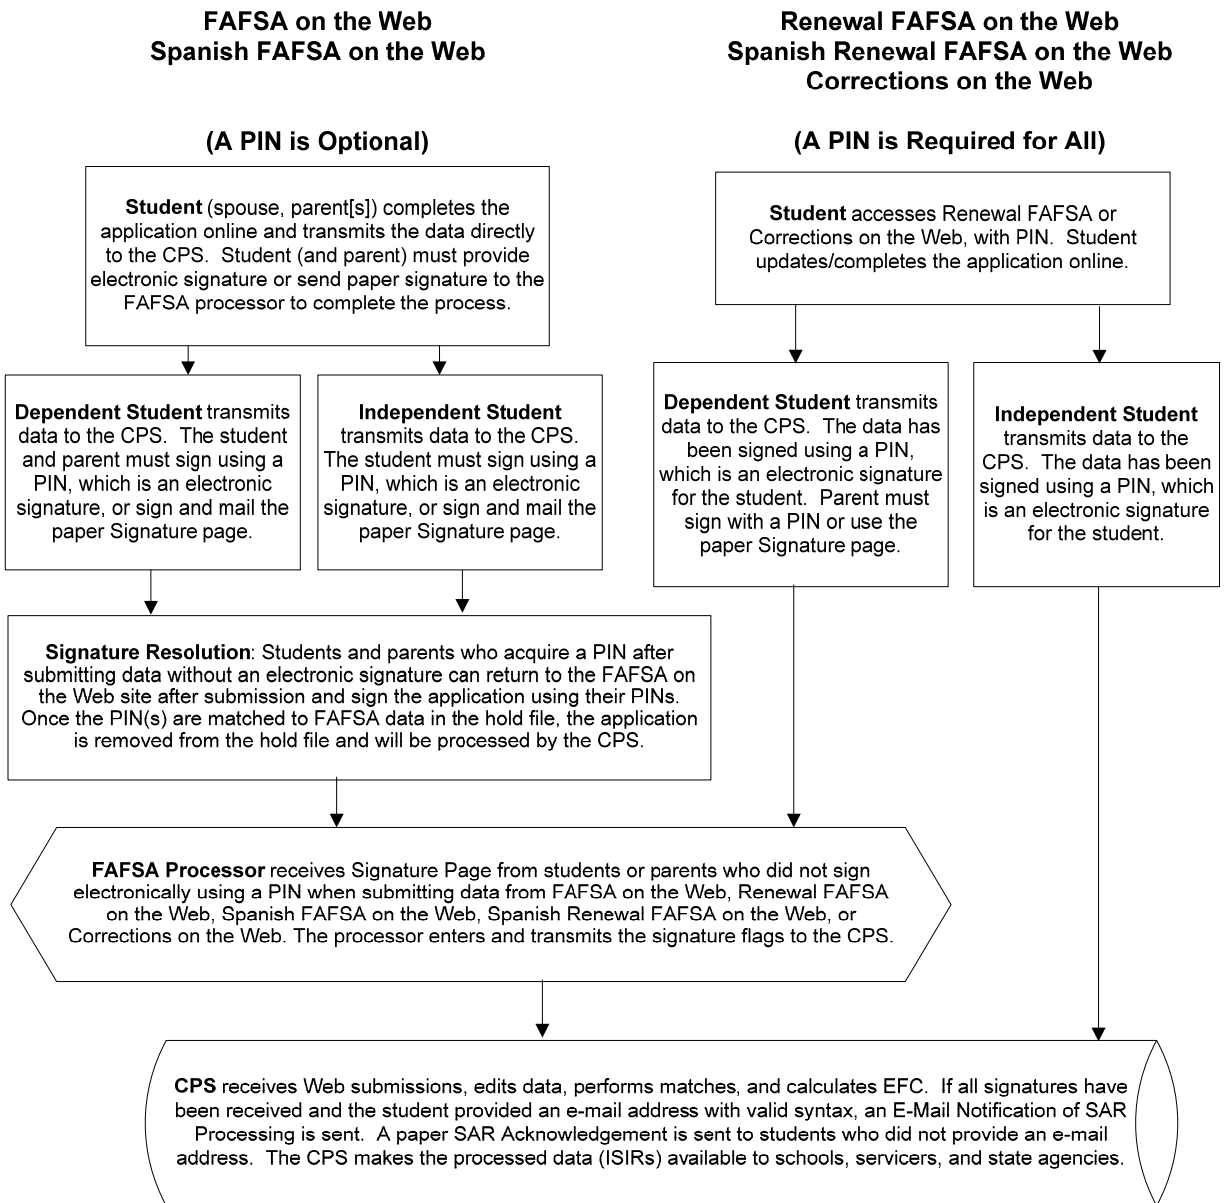 FAFSA on the Web
Spanish FAFSA on the Web
(A PIN is Optional)
Renewal FAFSA on the Web
Spanish Renewal FAFSA on the Web
Corrections on the Web
(A PIN is Required for All)
Student (spouse, parent[s]) completes the
application online and transmits the data directly
to the CPS.  Student (and parent) must provide
electronic signature or send paper signature to the
FAFSA processor to complete the process.
Student accesses Renewal FAFSA or
Corrections on the Web, with PIN.  Student
updates/completes the application online.
Dependent Student transmits
data to the CPS.  The student
and parent must sign using a
PIN, which is an electronic
signature, or sign and mail the
paper Signature page.
Independent Student
transmits data to the CPS.
The student must sign using a
PIN, which is an electronic
signature, or sign and mail the
paper Signature page.
Dependent Student transmits
data to the CPS.  The data has
been signed using a PIN,
which is an electronic signature
for the student.  Parent must
sign with a PIN or use the
paper Signature page.
Independent Student
transmits data to the
CPS.  The data has been
signed using a PIN, which
is an electronic signature
for the student.
Signature Resolution: Students and parents who acquire a PIN after
submitting data without an electronic signature can return to the FAFSA on
the Web site after submission and sign the application using their PINs.
Once the PIN(s) are matched to FAFSA data in the hold file, the application
is removed from the hold file and will be processed by the CPS.
FAFSA Processor receives Signature Page from students or parents who did not sign
electronically using a PIN when submitting data from FAFSA on the Web, Renewal FAFSA
on the Web, Spanish FAFSA on the Web, Spanish Renewal FAFSA on the Web, or
Corrections on the Web. The processor enters and transmits the signature flags to the CPS.
CPS receives Web submissions, edits data, performs matches, and calculates EFC.  If all signatures have
been received and the student provided an e-mail address with valid syntax, an E-Mail Notification of SAR
Processing is sent.  A paper SAR Acknowledgement is sent to students who did not provide an e-mail
address.  The CPS makes the processed data (ISIRs) available to schools, servicers, and state agencies.